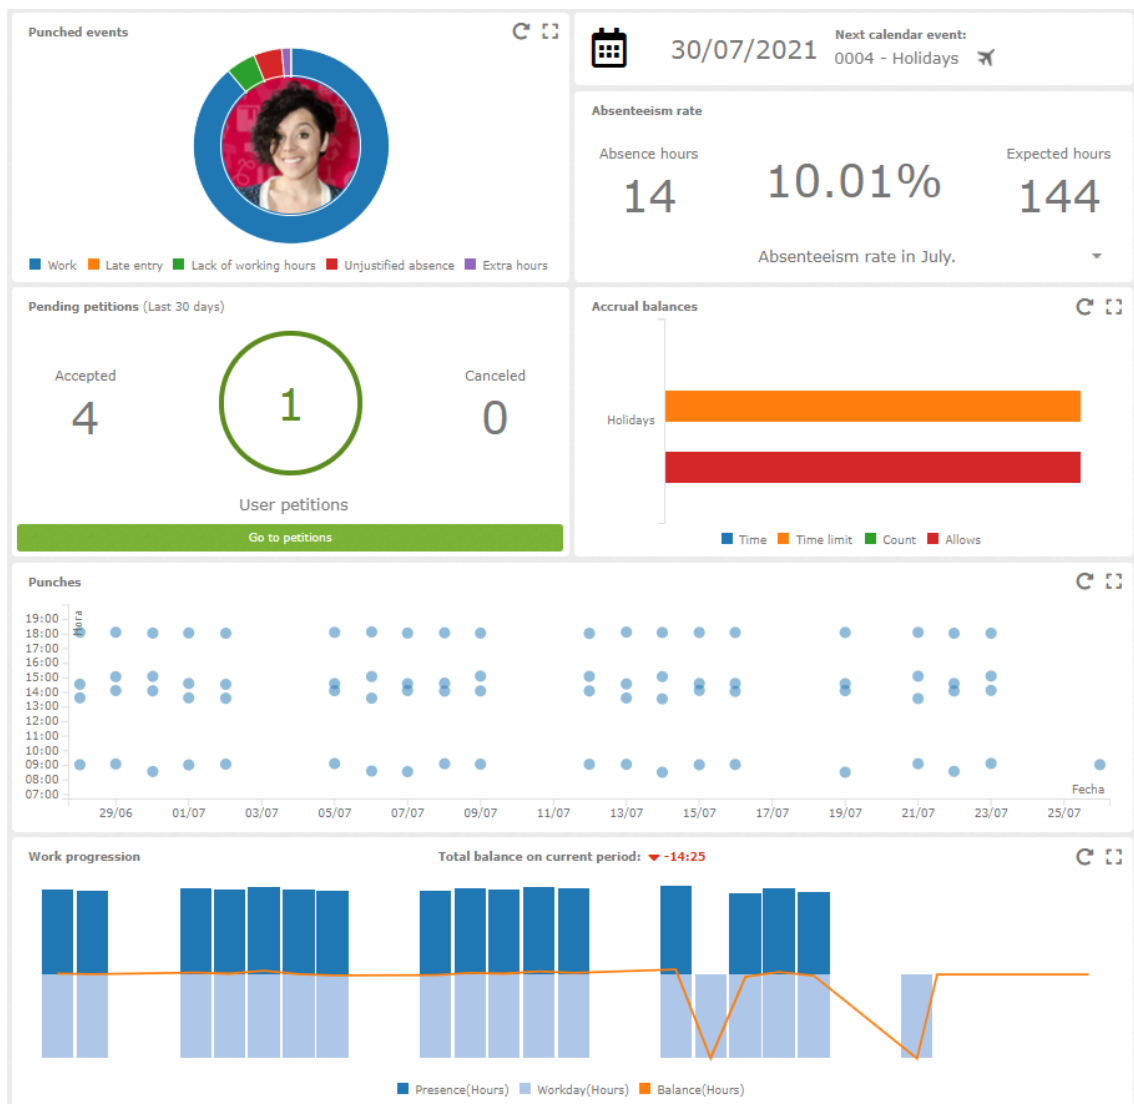 Punched events
Work Late entry Lack of working hours Unjustified absence Extra hours
30/07/2021
Next calendar event:
0004 - Holidays
Absenteeism rate
Absence hours
14
10.01%
Expected hours
144
Absenteeism rate in July.
Pending petitions (Last 30 days)
Accepted
4
1
Canceled
0
User petitions
Go to petitions
Accrual balances
Holidays
Time Time limit Count Allows
Punches
Hora
19:00
18:00
17:00
16:00
15:00
14:00
13:00
12:00
11:00
10:00
09:00
08:00
07:00
Fecha
29/06 01/07 03/07 05/07 07/07 09/07 11/07 13/07 15/07 17/07 19/07 21/07 23/07 25/07
Work progression
Total balance on current period: -14:25
Presence(Hours) Workday(Hours) Balance(Hours)